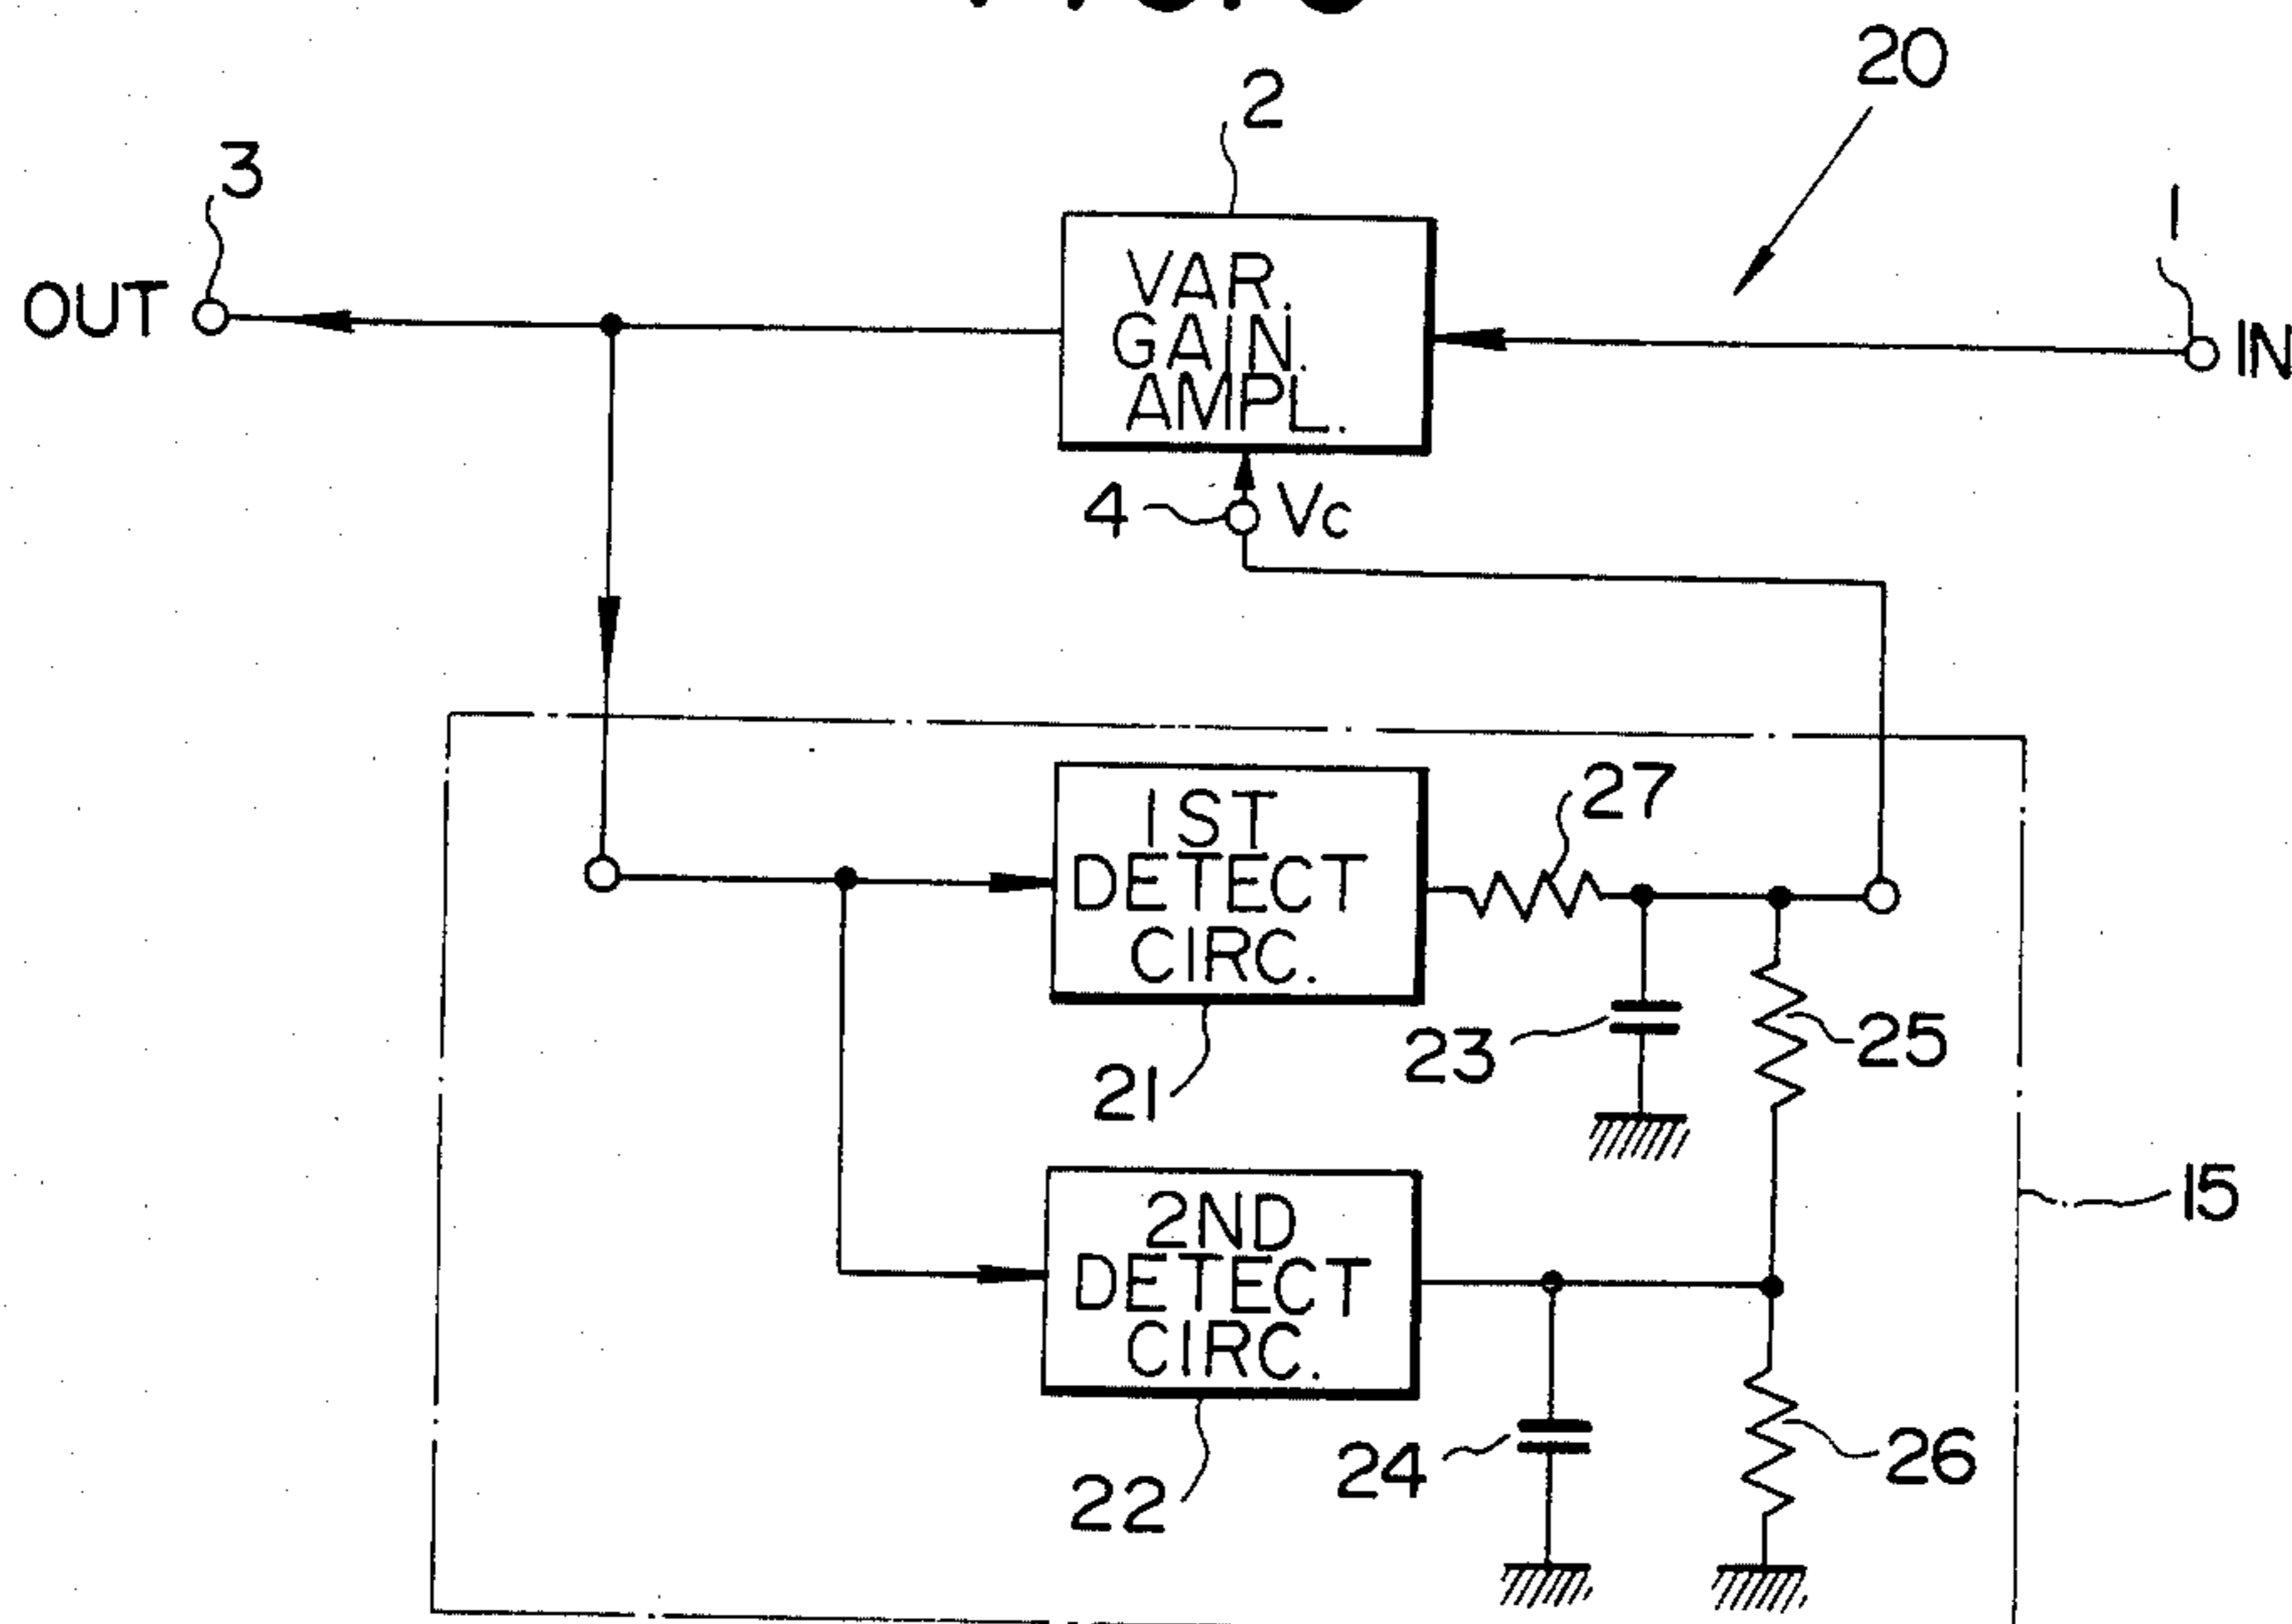 20
2
3
1
VAR.
GAIN.
AMPL.
OUT
IN
4
Vc
1ST
DETECT
CIRC.
27
23
25
21
15
2ND
DETECT
CIRC.
24
26
22